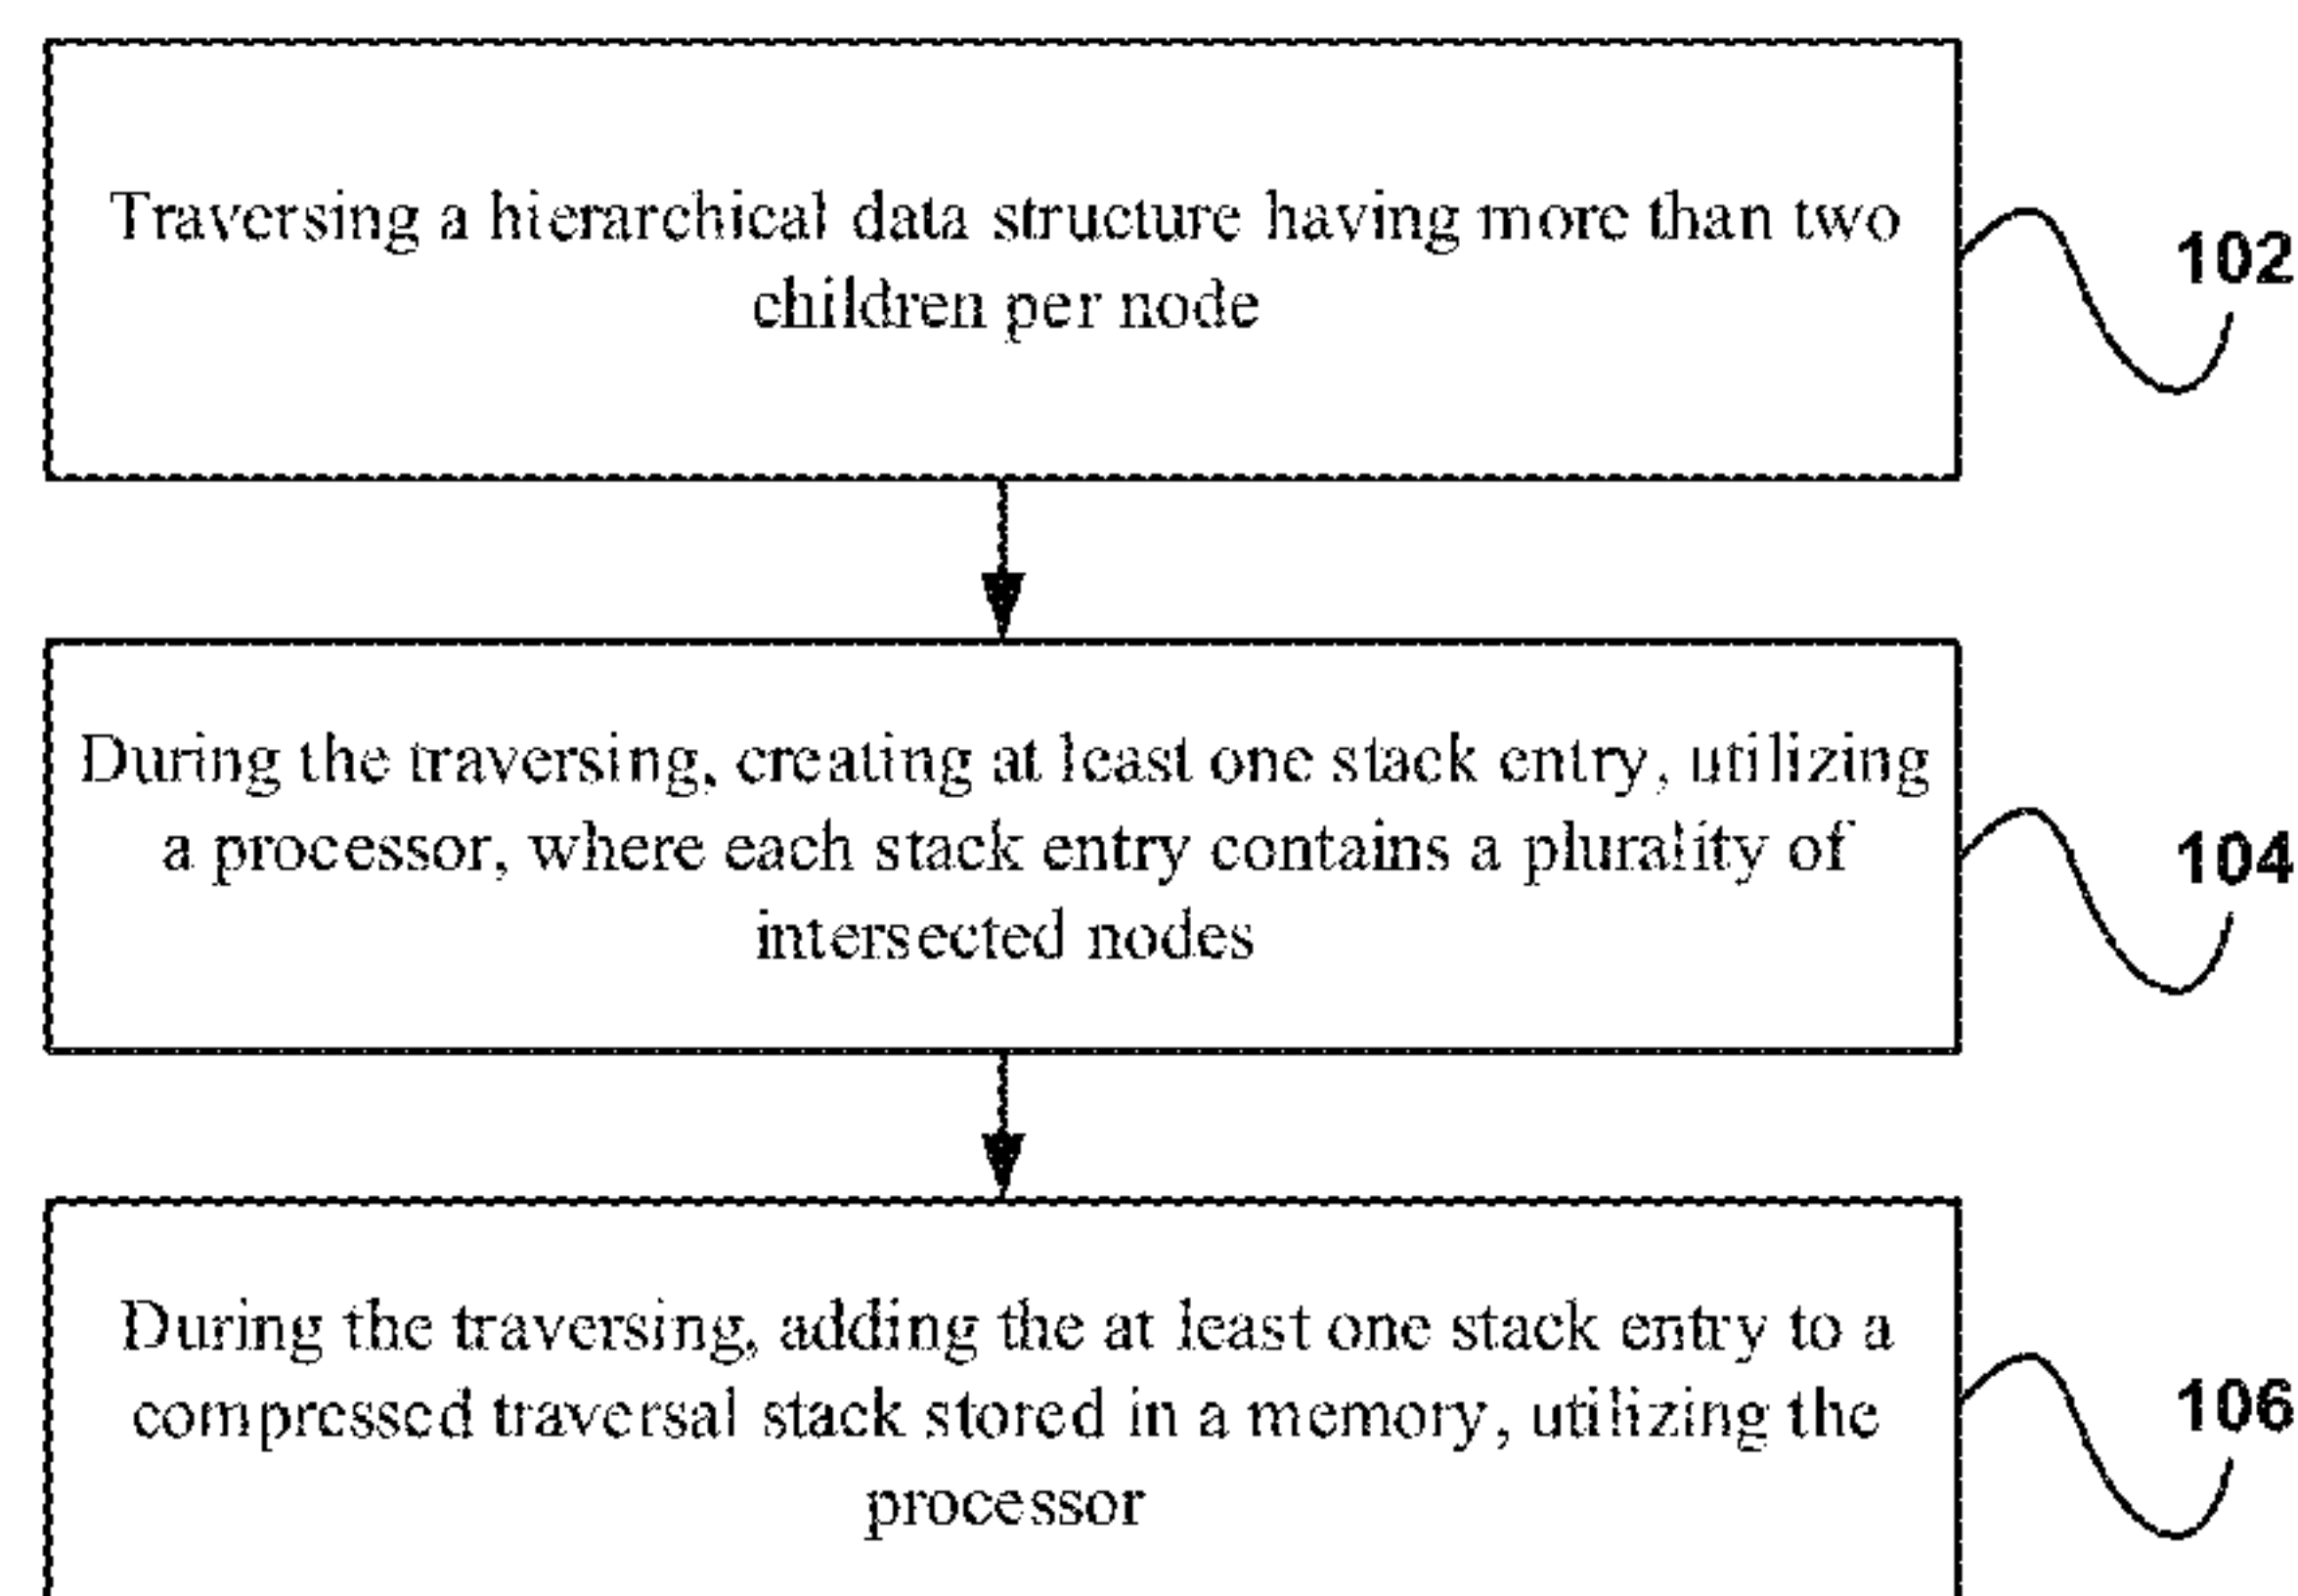 Traversing a hierarchical data structure having more than two
children per node
102
During the traversing, creating at least one stack entry, utilizing
a processor, where each stack entry contains a plurality of
intersected nodes
104
During the traversing, adding the at least one stack entry to a
compressed traversal stack stored in a memory, utilizing the
processor
106